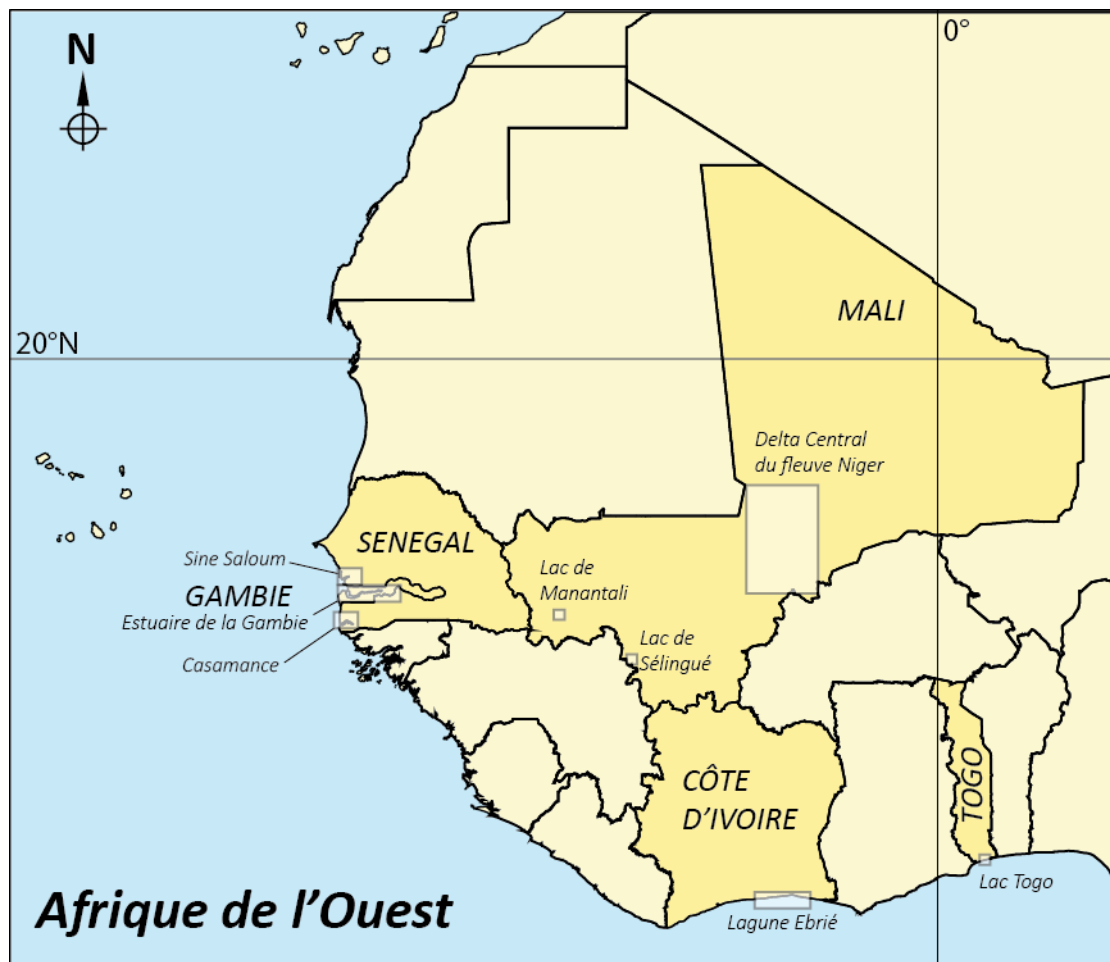 N
0°
MALI
20°N
Delta Central
du fleuve Niger
SENEGAL
Sine Saloum
GAMBIE
Lac de
Manantali
Estuaire de la Gambie
Lac de
Sélingué
Casamance
CÔTE
D'IVOIRE
TOGO
Lac Togo
Afrique de l'Ouest
Lagune Ebrié